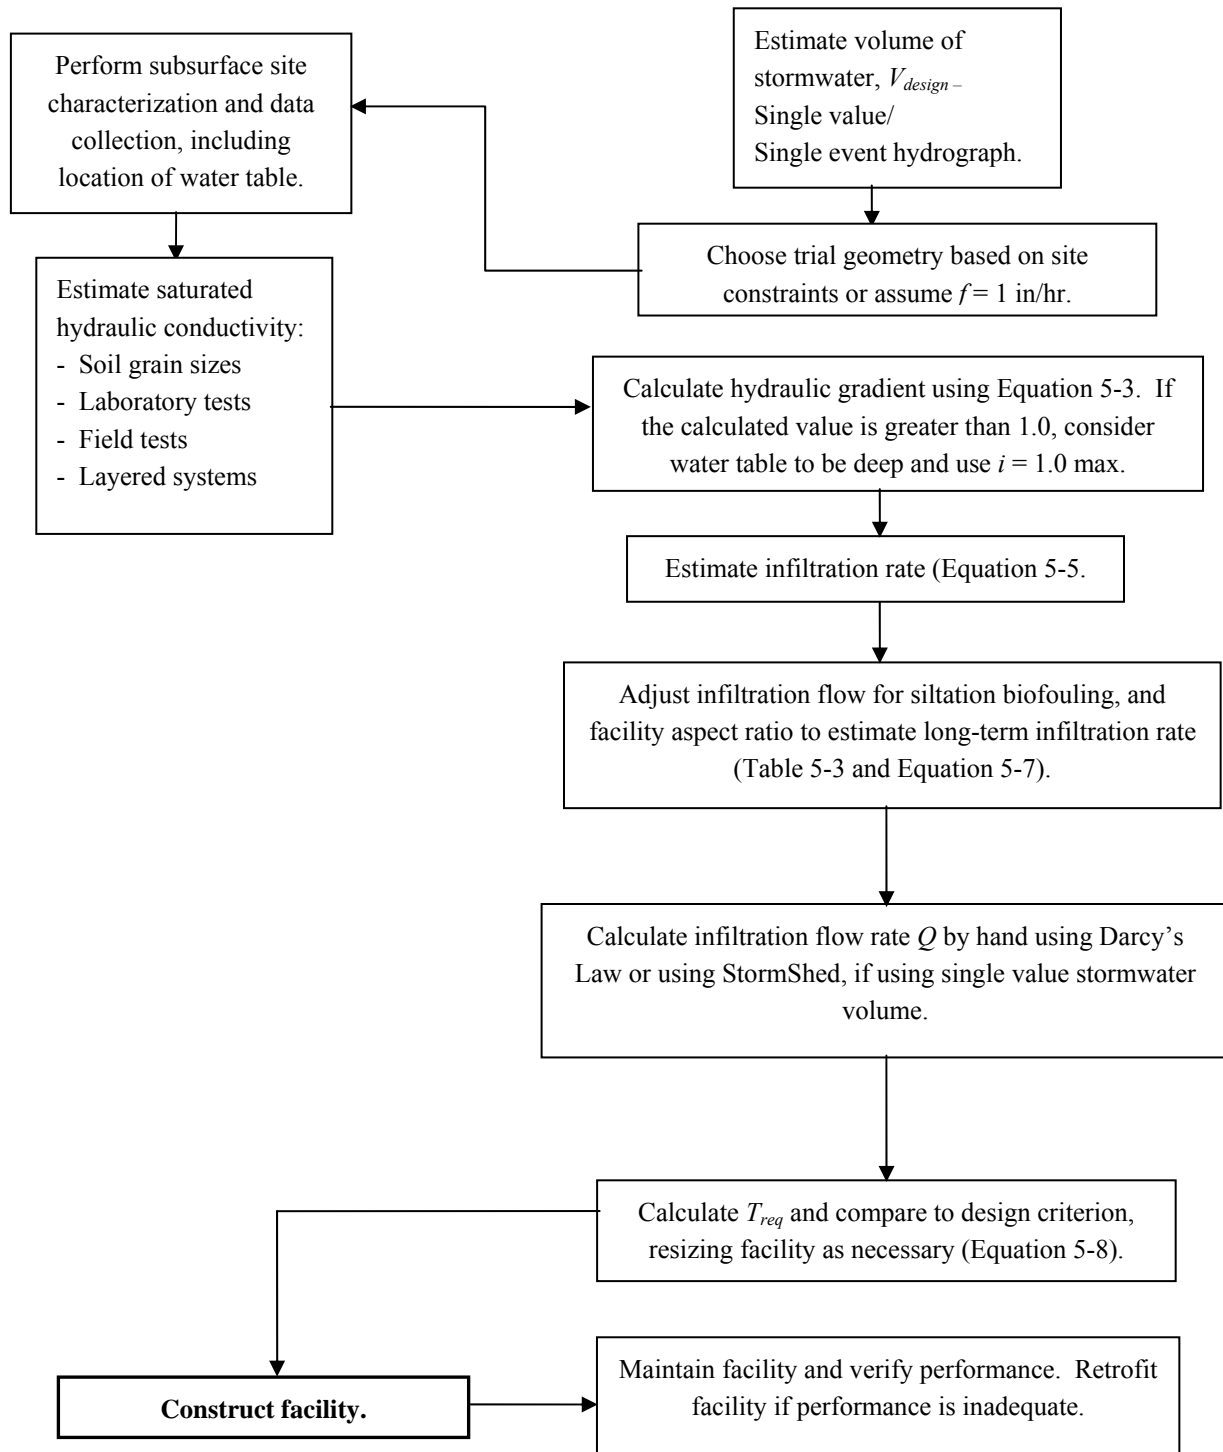 Estimate volume of
stormwater, Vdesign –
Single value/
Single event hydrograph.
Choose trial geometry based on site
constraints or assume f = 1 in/hr.
Perform subsurface site
characterization and data
collection, including
location of water table.
Estimate saturated
hydraulic conductivity:
- Soil grain sizes
- Laboratory tests
- Field tests
- Layered systems
Calculate hydraulic gradient using Equation 5-3. If
the calculated value is greater than 1.0, consider
water table to be deep and use i = 1.0 max.
Estimate infiltration rate (Equation 5-5.
Adjust infiltration flow for siltation biofouling, and
facility aspect ratio to estimate long-term infiltration rate
(Table 5-3 and Equation 5-7).
Calculate infiltration flow rate Q by hand using Darcy’s
Law or using StormShed, if using single value stormwater
volume.
Calculate Treq and compare to design criterion,
resizing facility as necessary (Equation 5-8).
Construct facility.
Maintain facility and verify performance. Retrofit
facility if performance is inadequate.